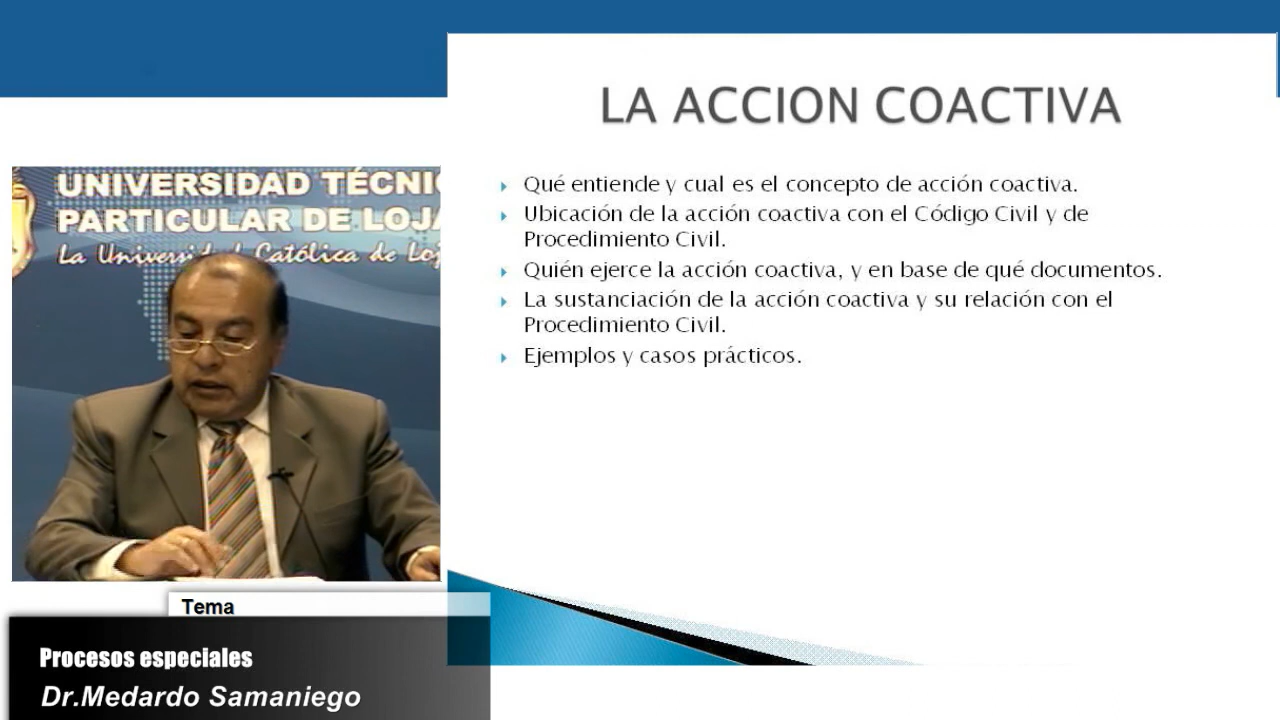 LA ACCION COACTIVA
Qué entiende y cual es el concepto de acción coactiva.
Ubicación de la acción coactiva con el Código Civil y de
Procedimiento Civil.
Quién ejerce la acción coactiva, y en base de qué documentos.
La sustanciación de la acción coactiva y su relación con el
Procedimiento Civil.
Ejemplos y casos prácticos.
UNIVERSIDAD TÉCNI
PARTICULAR DE LOJA
La Católica de Loj
Tema
Procesos especiales
Dr.Medardo Samaniego